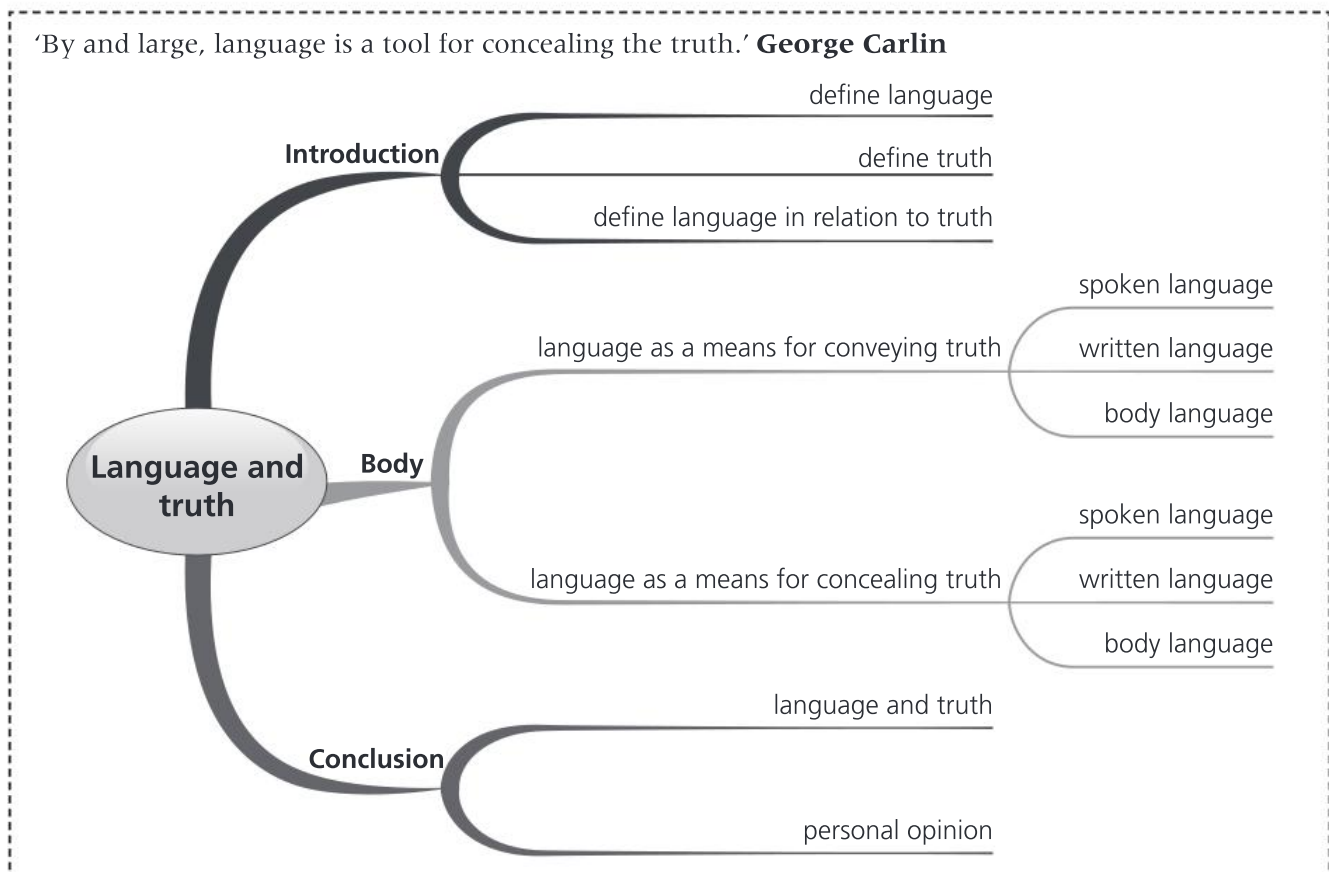 ‘By and large, language is a tool for concealing the truth.’ George Carlin
Introduction
define language
define truth
define language in relation to truth
Language and
truth
Body
language as a means for conveying truth
spoken language
written language
body language
language as a means for concealing truth
spoken language
written language
body language
Conclusion
language and truth
personal opinion